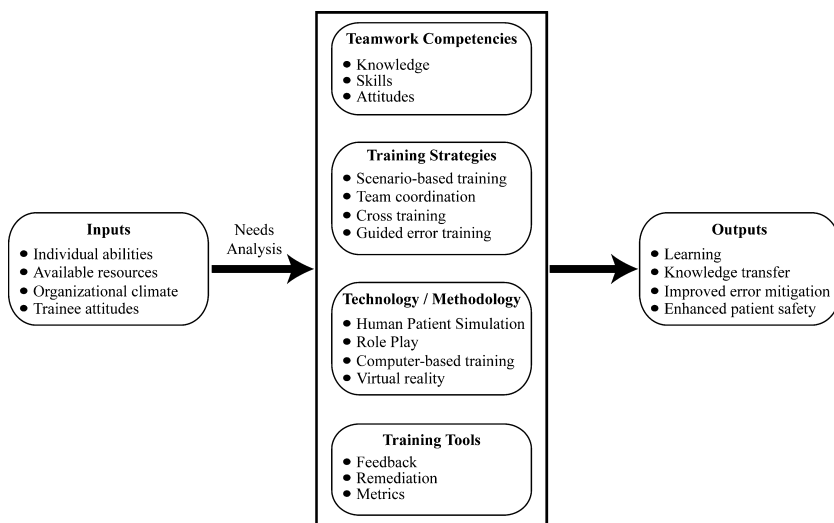 Inputs
● Individual abilities
● Available resources
● Organizational climate
● Trainee attitudes
Needs
Analysis
Teamwork Competencies
● Knowledge
● Skills
● Attitudes
Training Strategies
● Scenario-based training
● Team coordination
● Cross training
● Guided error training
Technology / Methodology
● Human Patient Simulation
● Role Play
● Computer-based training
● Virtual reality
Training Tools
● Feedback
● Remediation
● Metrics
Outputs
● Learning
● Knowledge transfer
● Improved error mitigation
● Enhanced patient safety